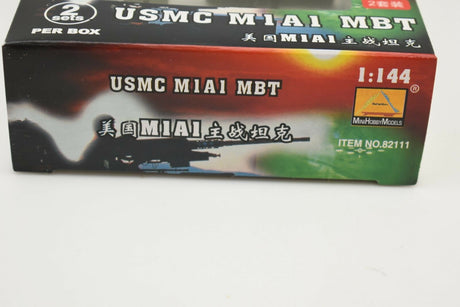 2
sets
PER BOX
USMC M1A1 MBT
2套装
美国M1A1主战坦克
USMC M1A1 MBT
1:144
美国M1A1主战坦克
®
MINIHOBBYMODELS
ITEM NO.82111